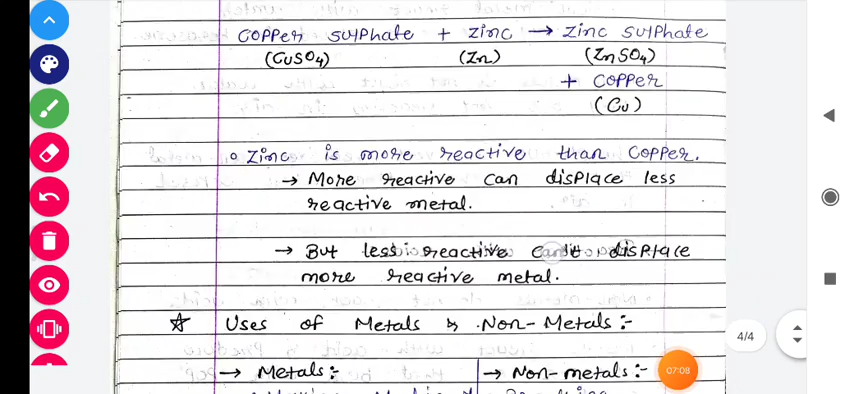 Copper sulphate + zinc → zinc sulphate
(CuSO4) (Zn) (ZnSO4)
+ copper
(Cu)
o zinc is more reactive than copper.
→ More reactive can displace less
reactive metal.
→ But less reactive can't displace
more reactive metal.
☆ Uses of Metals & Non-Metals:-
→ Metals:- → Non-metals:-
4/4
07:08